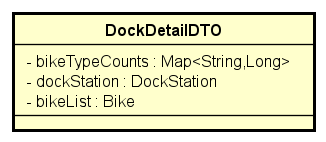 DockDetailDTO
- bikeTypeCounts : Map<String,Long>
- dockStation : DockStation
- bikeList : Bike